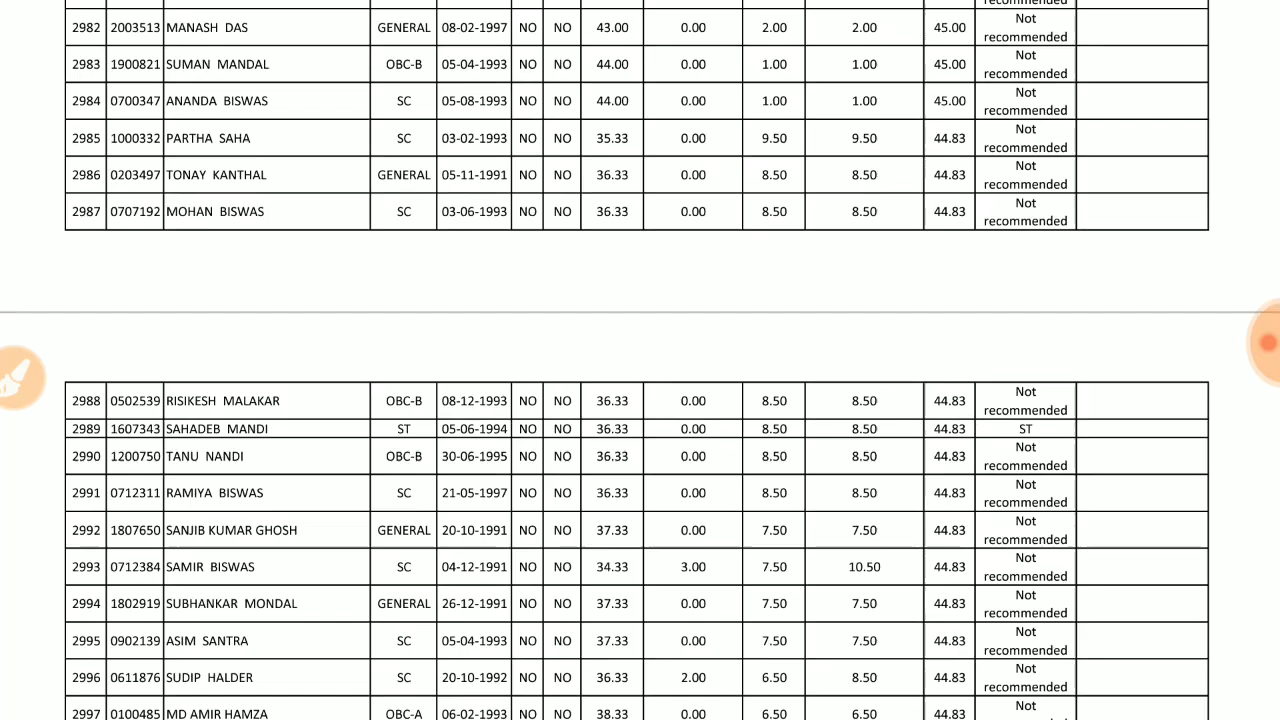 recommended
2982 2003513 MANASH DAS GENERAL 08-02-1997 NO NO 43.00 0.00 2.00 2.00 45.00 Not recommended
2983 1900821 SUMAN MANDAL OBC-B 05-04-1993 NO NO 44.00 0.00 1.00 1.00 45.00 Not recommended
2984 0700347 ANANDA BISWAS SC 05-08-1993 NO NO 44.00 0.00 1.00 1.00 45.00 Not recommended
2985 1000332 PARTHA SAHA SC 03-02-1993 NO NO 35.33 0.00 9.50 9.50 44.83 Not recommended
2986 0203497 TONAY KANTHAL GENERAL 05-11-1991 NO NO 36.33 0.00 8.50 8.50 44.83 Not recommended
2987 0707192 MOHAN BISWAS SC 03-06-1993 NO NO 36.33 0.00 8.50 8.50 44.83 Not recommended
2988 0502539 RISIKESH MALAKAR OBC-B 08-12-1993 NO NO 36.33 0.00 8.50 8.50 44.83 Not recommended
2989 1607343 SAHADEB MANDI ST 05-06-1994 NO NO 36.33 0.00 8.50 8.50 44.83 ST
2990 1200750 TANU NANDI OBC-B 30-06-1995 NO NO 36.33 0.00 8.50 8.50 44.83 Not recommended
2991 0712311 RAMIYA BISWAS SC 21-05-1997 NO NO 36.33 0.00 8.50 8.50 44.83 Not recommended
2992 1807650 SANJIB KUMAR GHOSH GENERAL 20-10-1991 NO NO 37.33 0.00 7.50 7.50 44.83 Not recommended
2993 0712384 SAMIR BISWAS SC 04-12-1991 NO NO 34.33 3.00 7.50 10.50 44.83 Not recommended
2994 1802919 SUBHANKAR MONDAL GENERAL 26-12-1991 NO NO 37.33 0.00 7.50 7.50 44.83 Not recommended
2995 0902139 ASIM SANTRA SC 05-04-1993 NO NO 37.33 0.00 7.50 7.50 44.83 Not recommended
2996 0611876 SUDIP HALDER SC 20-10-1992 NO NO 36.33 2.00 6.50 8.50 44.83 Not recommended
2997 0100485 MD AMIR HAMZA OBC-A 06-02-1993 NO NO 38.33 0.00 6.50 6.50 44.83 Not